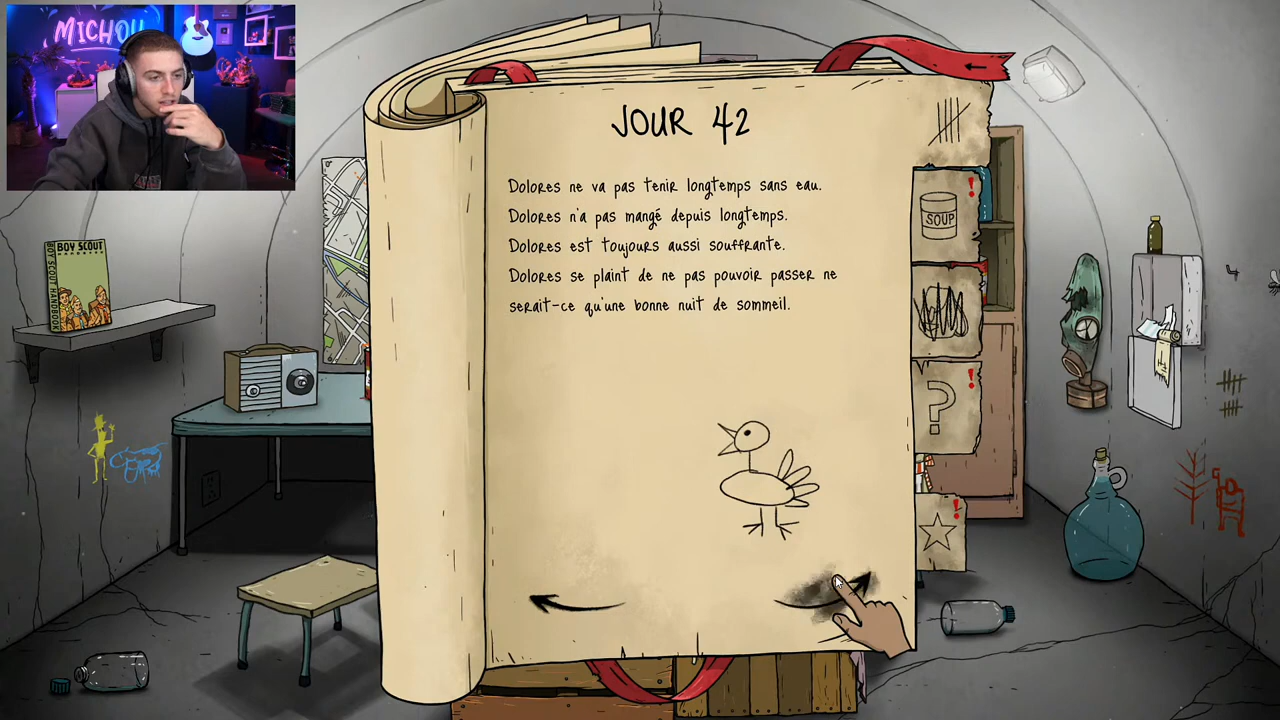 MICHOU
JOUR 42
Dolores ne va pas tenir longtemps sans eau.
Dolores n'a pas mangé depuis longtemps.
Dolores est toujours aussi souffrante.
Dolores se plaint de ne pas pouvoir passer ne
serait-ce qu'une bonne nuit de sommeil.
!
SOUP
!
?
!
BOY SCOUT
BOY SCOUT HANDBOOK